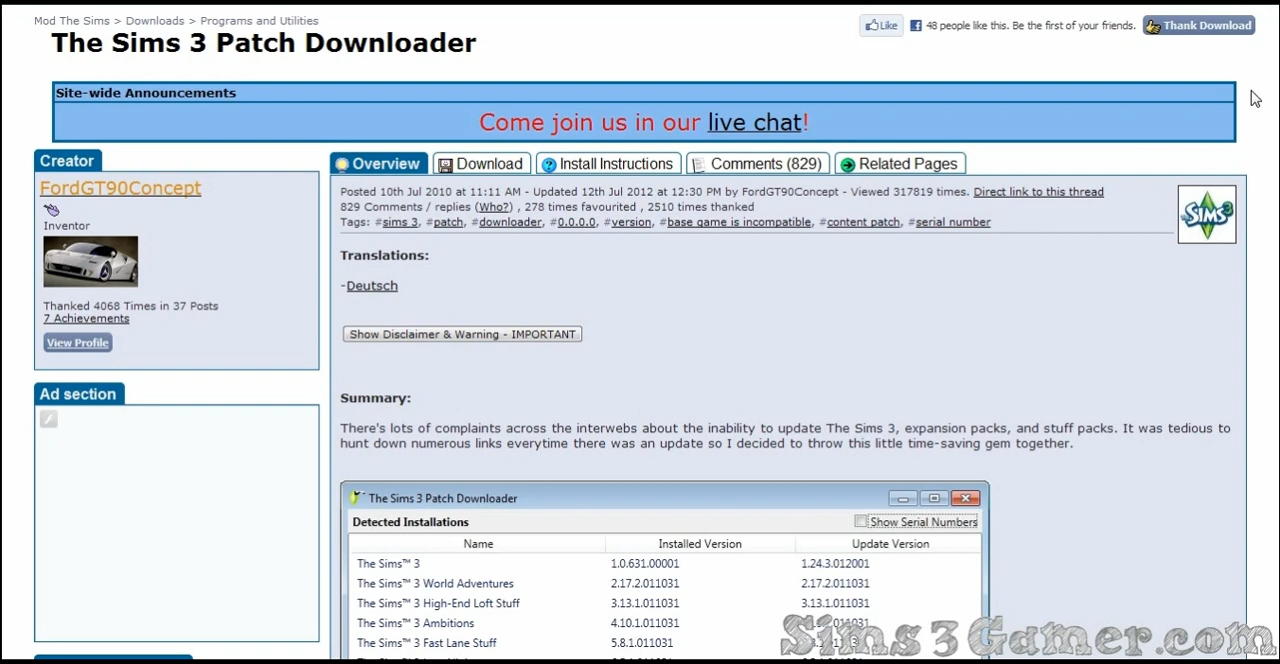 Mod The Sims > Downloads > Programs and Utilities
The Sims 3 Patch Downloader
Like
48 people like this. Be the first of your friends.
Thank Download
Site-wide Announcements
Come join us in our live chat!
Creator
FordGT90Concept
Inventor
Thanked 4068 Times in 37 Posts
7 Achievements
View Profile
Ad section
Overview
Download
Install Instructions
Comments (829)
Related Pages
Posted 10th Jul 2010 at 11:11 AM - Updated 12th Jul 2012 at 12:30 PM by FordGT90Concept - Viewed 317819 times. Direct link to this thread
829 Comments / replies (Who?) , 278 times favourited , 2510 times thanked
Tags: #sims 3, #patch, #downloader, #0.0.0.0, #version, #base game is incompatible, #content patch, #serial number
SIMS3
Translations:
-Deutsch
Show Disclaimer & Warning - IMPORTANT
Summary:
There's lots of complaints across the interwebs about the inability to update The Sims 3, expansion packs, and stuff packs. It was tedious to
hunt down numerous links everytime there was an update so I decided to throw this little time-saving gem together.
The Sims 3 Patch Downloader
Detected Installations
Show Serial Numbers
Name Installed Version Update Version
The Sims™ 3 1.0.631.00001 1.24.3.012001
The Sims™ 3 World Adventures 2.17.2.011031 2.17.2.011031
The Sims™ 3 High-End Loft Stuff 3.13.1.011031 3.13.1.011031
The Sims™ 3 Ambitions 4.10.1.011031
The Sims™ 3 Fast Lane Stuff 5.8.1.011031
Sims3Gamer.com